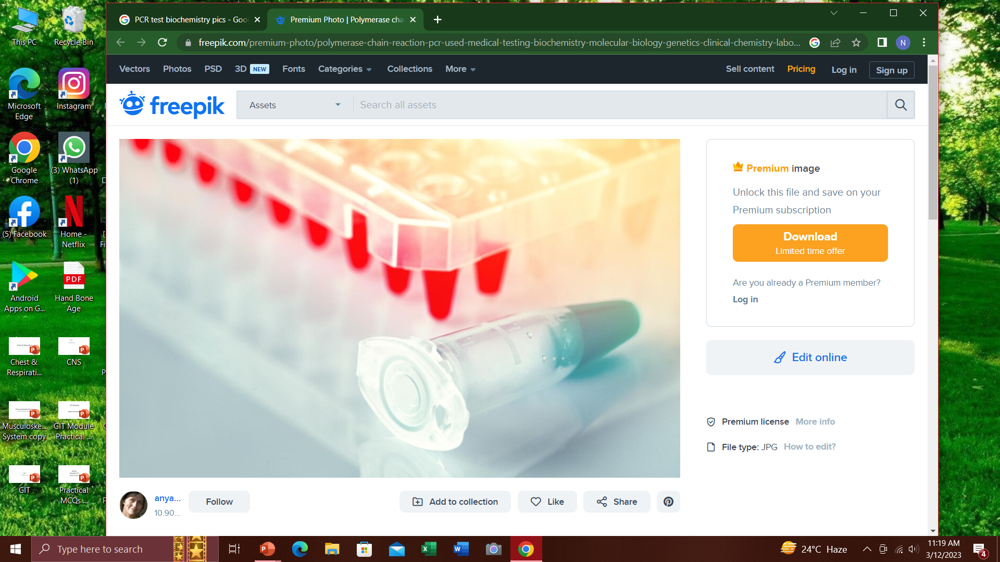 This PC
Recycle Bin
Microsoft
Edge
Instagram
Google
Chrome
(3) WhatsApp
(1)
(5) Facebook
Home -
Netflix
Android
Apps on G...
PDF
Hand Bone
Age
Chest &
Respirati...
CNS
Musculoske...
System copy
GIT Module
Practical ...
GIT
Practical
MCQs ...
PCR test biochemistry pics - Goo
Premium Photo | Polymerase cha
freepik.com/premium-photo/polymerase-chain-reaction-pcr-used-medical-testing-biochemistry-molecular-biology-genetics-clinical-chemistry-labo...
N
Vectors Photos PSD 3D NEW Fonts Categories Collections More Sell content Pricing Log in Sign up
freepik
Assets
Search all assets
Premium image
Unlock this file and save on your
Premium subscription
Download
Limited time offer
Are you already a Premium member?
Log in
Edit online
Premium license More info
File type: JPG How to edit?
anya...
10.90...
Follow
Add to collection
Like
Share
Type here to search
24°C Haze
11:19 AM
3/12/2023
4